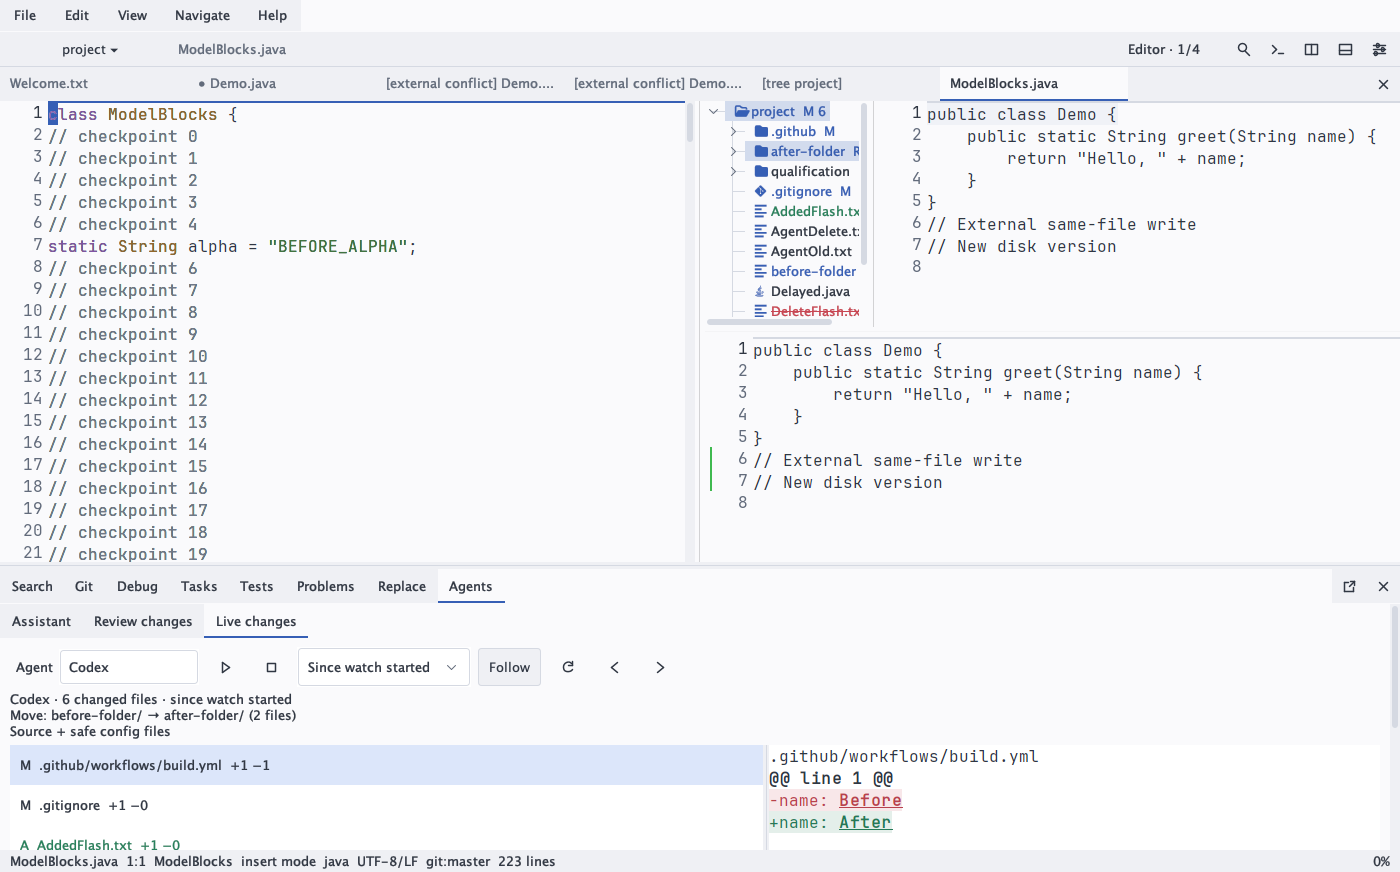 File Edit View Navigate Help
project ModelBlocks.java Editor · 1/4
Welcome.txt • Demo.java [external conflict] Demo.... [external conflict] Demo.... [tree project] ModelBlocks.java
1 class ModelBlocks {
2 // checkpoint 0
3 // checkpoint 1
4 // checkpoint 2
5 // checkpoint 3
6 // checkpoint 4
7 static String alpha = "BEFORE_ALPHA";
8 // checkpoint 6
9 // checkpoint 7
10 // checkpoint 8
11 // checkpoint 9
12 // checkpoint 10
13 // checkpoint 11
14 // checkpoint 12
15 // checkpoint 13
16 // checkpoint 14
17 // checkpoint 15
18 // checkpoint 16
19 // checkpoint 17
20 // checkpoint 18
21 // checkpoint 19
project M 6
.github M
after-folder R
qualification
.gitignore M
AddedFlash.tx
AgentDelete.t
AgentOld.txt
before-folder
Delayed.java
DeleteFlash.tx
1 public class Demo {
2     public static String greet(String name) {
3         return "Hello, " + name;
4     }
5 }
6 // External same-file write
7 // New disk version
8
1 public class Demo {
2     public static String greet(String name) {
3         return "Hello, " + name;
4     }
5 }
6 // External same-file write
7 // New disk version
8
Search Git Debug Tasks Tests Problems Replace Agents
Assistant Review changes Live changes
Agent Codex Since watch started Follow
Codex · 6 changed files · since watch started
Move: before-folder/ → after-folder/ (2 files)
Source + safe config files
M .github/workflows/build.yml +1 −1
M .gitignore +1 −0
A AddedFlash.txt +1 −0
.github/workflows/build.yml
@@ line 1 @@
-name: Before
+name: After
ModelBlocks.java 1:1 ModelBlocks insert mode java UTF-8/LF git:master 223 lines 0%